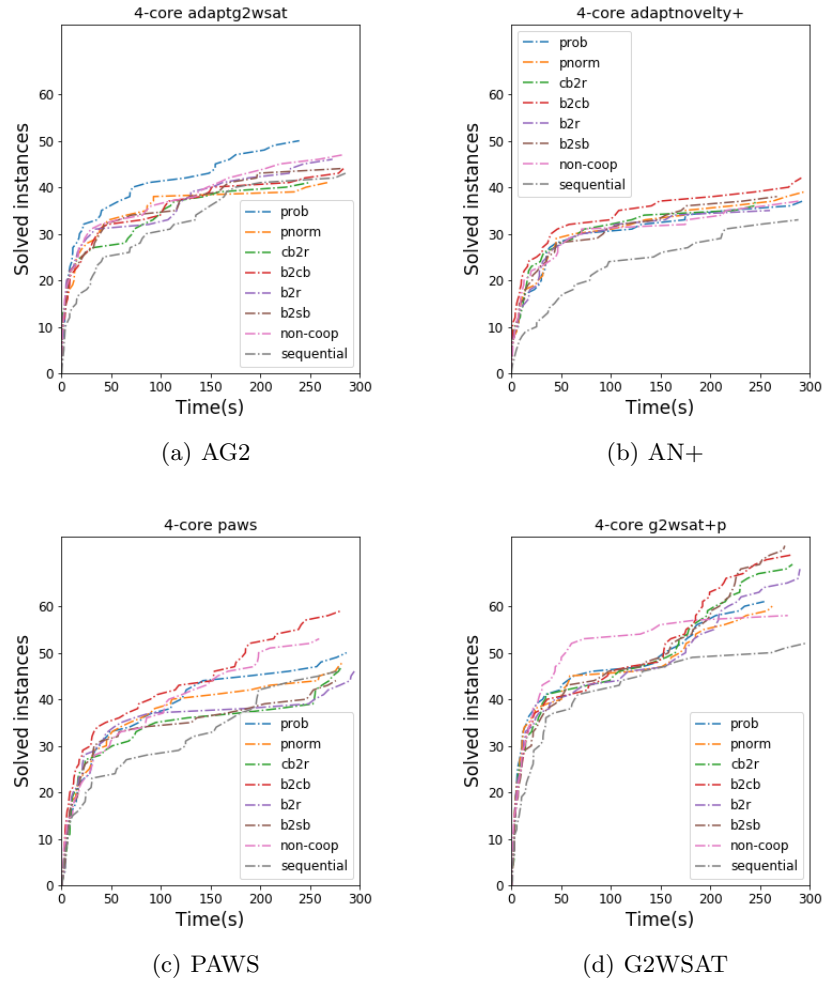 4-core adaptg2wsat
Solved instances
60
50
40
30
20
10
0
prob
pnorm
cb2r
b2cb
b2r
b2sb
non-coop
sequential
0 50 100 150 200 250 300
Time(s)
(a) AG2
4-core adaptnovelty+
Solved instances
60
50
40
30
20
10
0
prob
pnorm
cb2r
b2cb
b2r
b2sb
non-coop
sequential
0 50 100 150 200 250 300
Time(s)
(b) AN+
4-core paws
Solved instances
60
50
40
30
20
10
0
prob
pnorm
cb2r
b2cb
b2r
b2sb
non-coop
sequential
0 50 100 150 200 250 300
Time(s)
(c) PAWS
4-core g2wsat+p
Solved instances
60
50
40
30
20
10
0
prob
pnorm
cb2r
b2cb
b2r
b2sb
non-coop
sequential
0 50 100 150 200 250 300
Time(s)
(d) G2WSAT